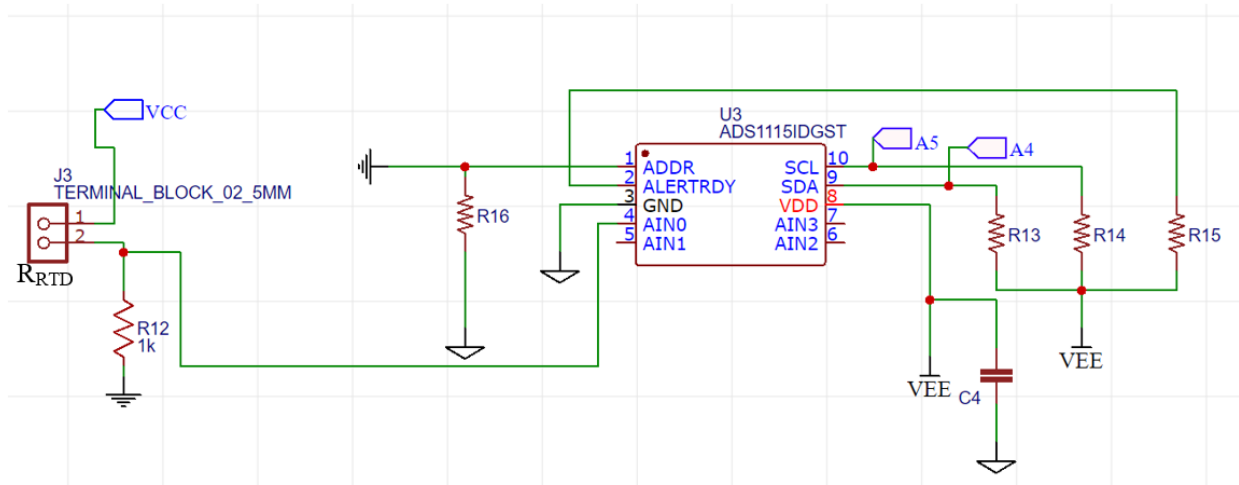 VCC
J3
TERMINAL_BLOCK_02_5MM
1
2
RRTD
R12
1k
R16
U3
ADS1115IDGST
1 ADDR
2 ALERTRDY
3 GND
4 AIN0
5 AIN1
10 SCL
9 SDA
8 VDD
7 AIN3
6 AIN2
A5
A4
R13
R14
R15
VEE
VEE
C4